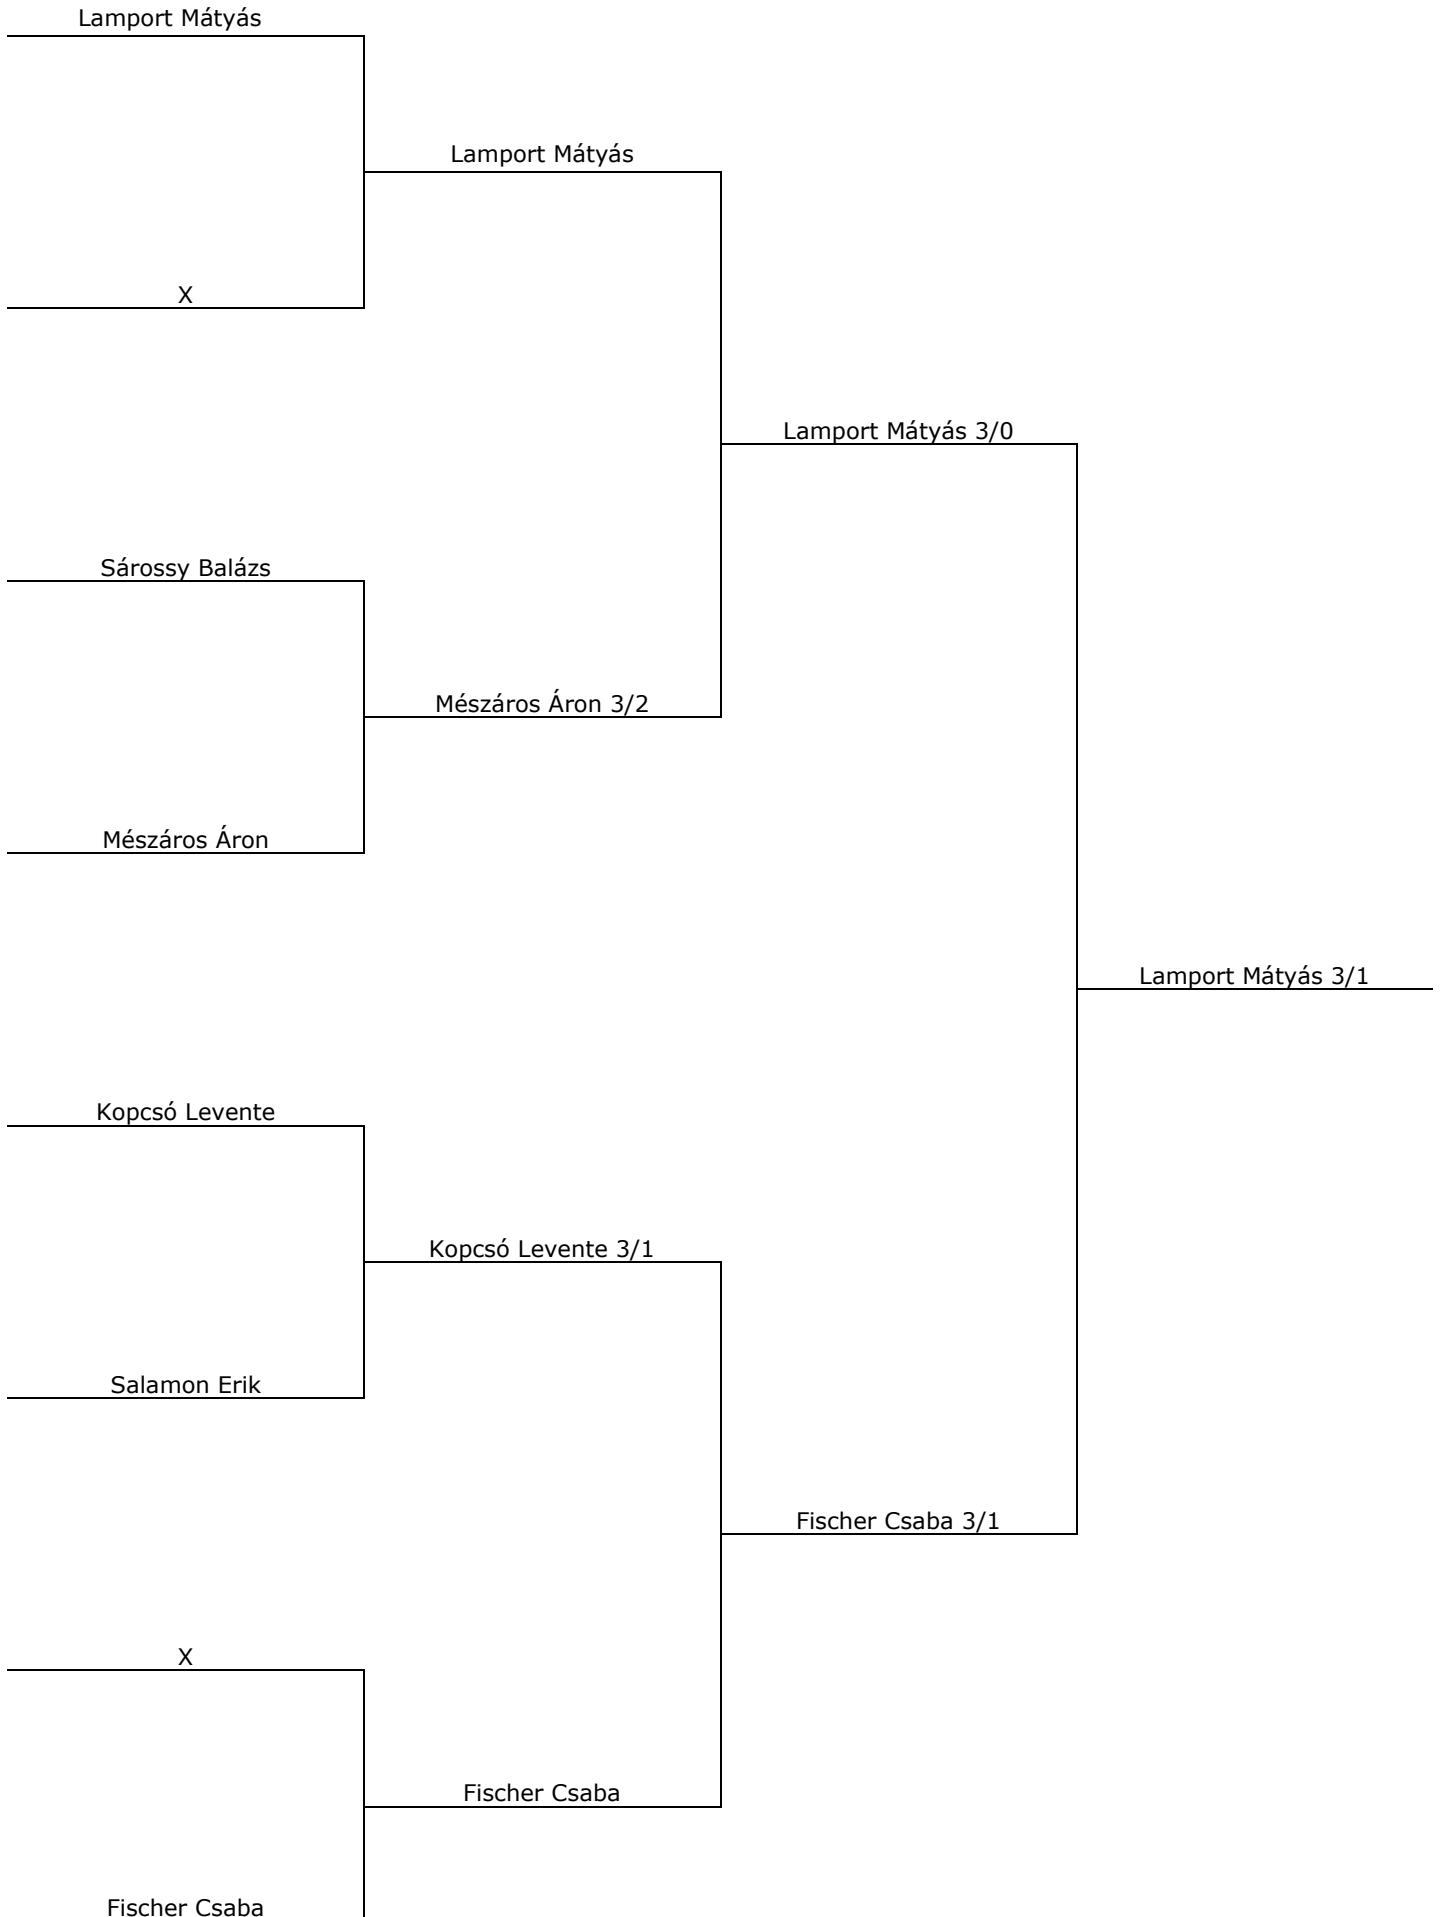 Lamport Mátyás
Lamport Mátyás
X
Lamport Mátyás 3/0
Sárossy Balázs
Mészáros Áron 3/2
Mészáros Áron
Lamport Mátyás 3/1
Kopcsó Levente
Kopcsó Levente 3/1
Salamon Erik
Fischer Csaba 3/1
X
Fischer Csaba
Fischer Csaba